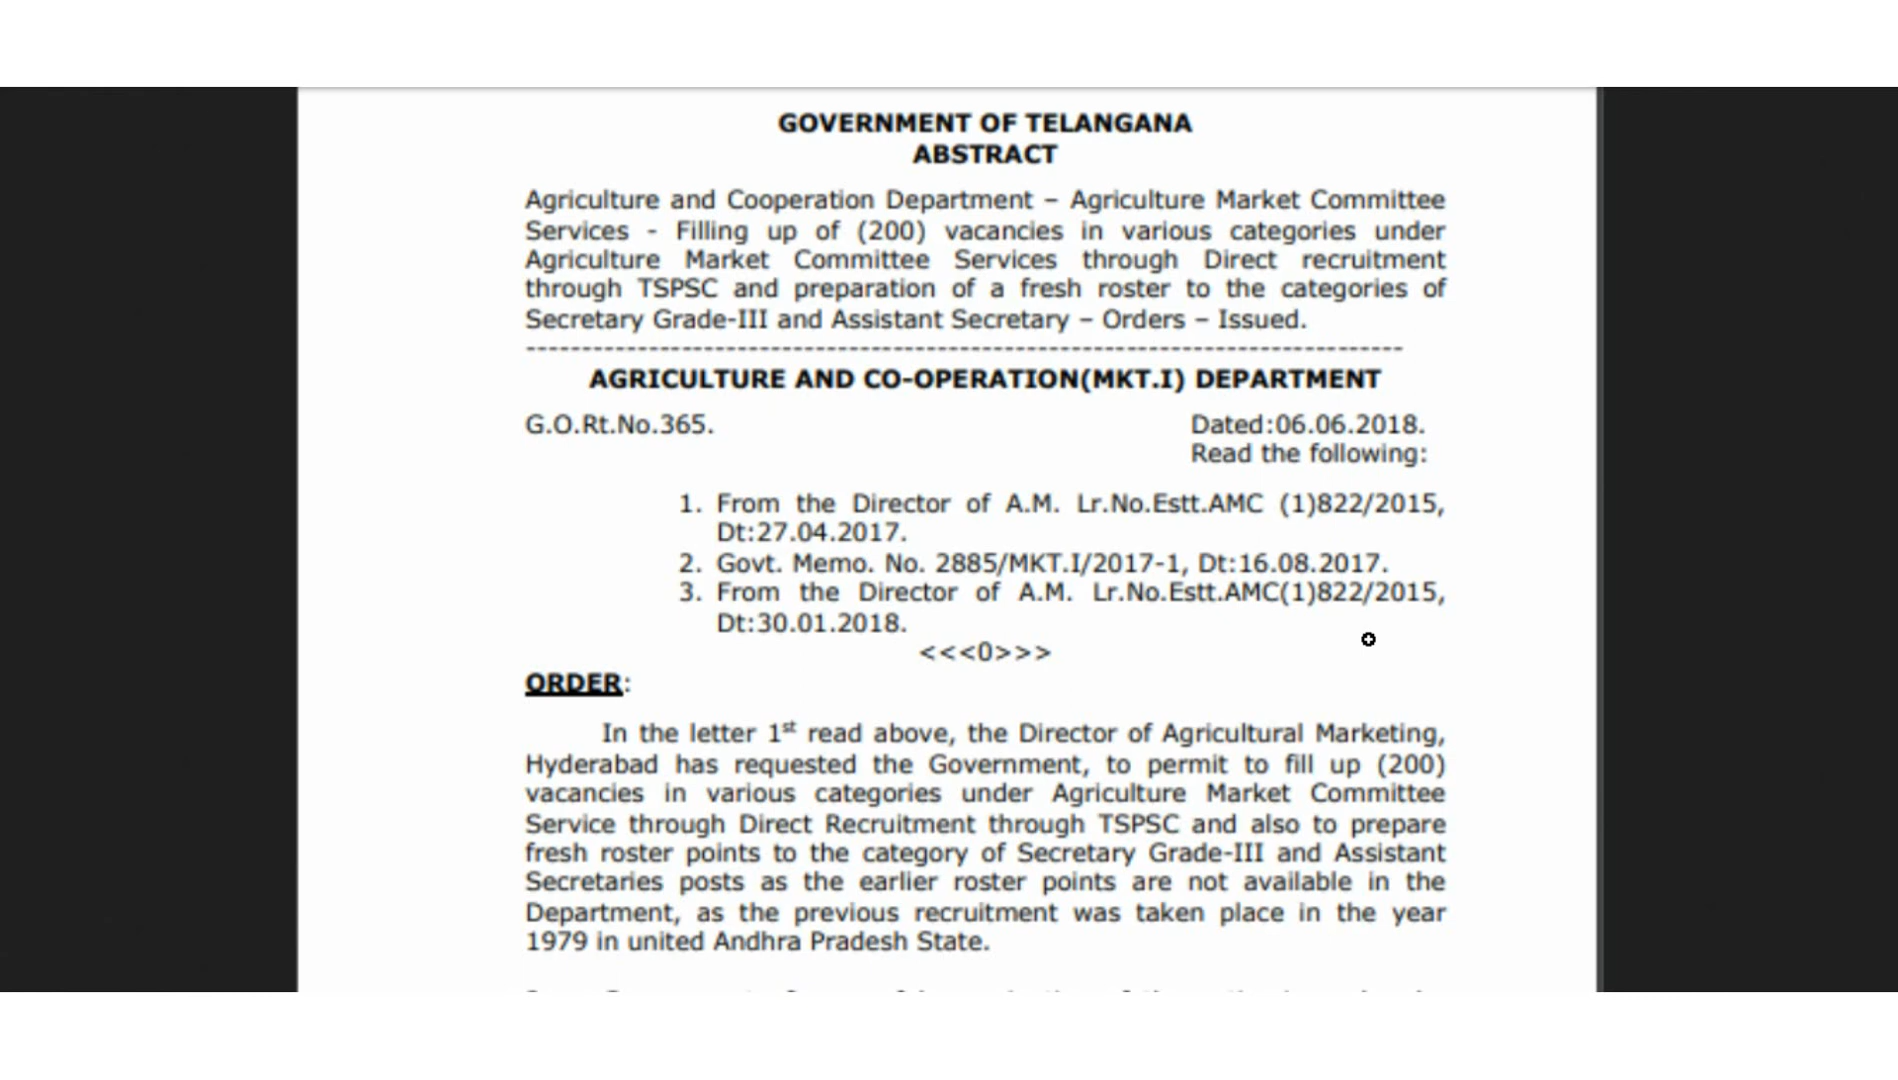 GOVERNMENT OF TELANGANA
ABSTRACT
Agriculture and Cooperation Department – Agriculture Market Committee
Services - Filling up of (200) vacancies in various categories under
Agriculture Market Committee Services through Direct recruitment
through TSPSC and preparation of a fresh roster to the categories of
Secretary Grade-III and Assistant Secretary – Orders – Issued.
--------------------------------------------------------------------------------
AGRICULTURE AND CO-OPERATION(MKT.I) DEPARTMENT
G.O.Rt.No.365. Dated:06.06.2018.
Read the following:
1. From the Director of A.M. Lr.No.Estt.AMC (1)822/2015,
Dt:27.04.2017.
2. Govt. Memo. No. 2885/MKT.I/2017-1, Dt:16.08.2017.
3. From the Director of A.M. Lr.No.Estt.AMC(1)822/2015,
Dt:30.01.2018.
<<<0>>>
ORDER:
In the letter 1st read above, the Director of Agricultural Marketing,
Hyderabad has requested the Government, to permit to fill up (200)
vacancies in various categories under Agriculture Market Committee
Service through Direct Recruitment through TSPSC and also to prepare
fresh roster points to the category of Secretary Grade-III and Assistant
Secretaries posts as the earlier roster points are not available in the
Department, as the previous recruitment was taken place in the year
1979 in united Andhra Pradesh State.